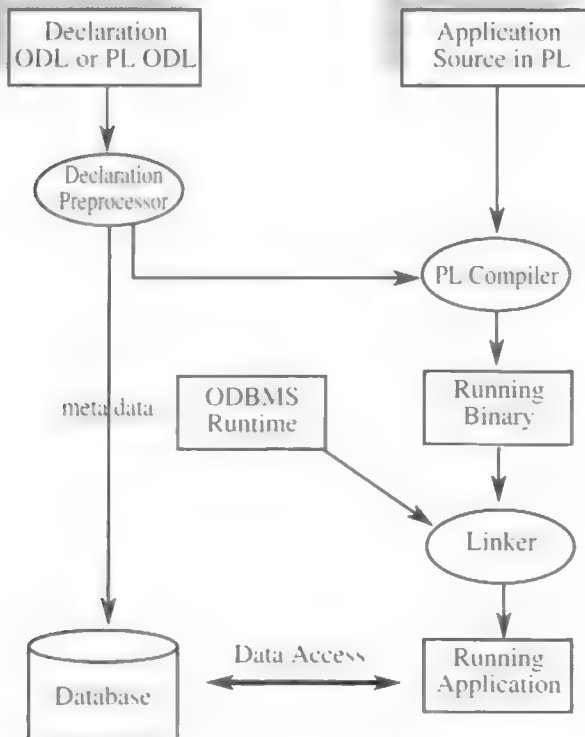 Declaration
ODL or PL ODL
Application
Source in PL
Declaration
Preprocessor
PL Compiler
meta data
ODBMS
Runtime
Running
Binary
Linker
Data Access
Database
Running
Application